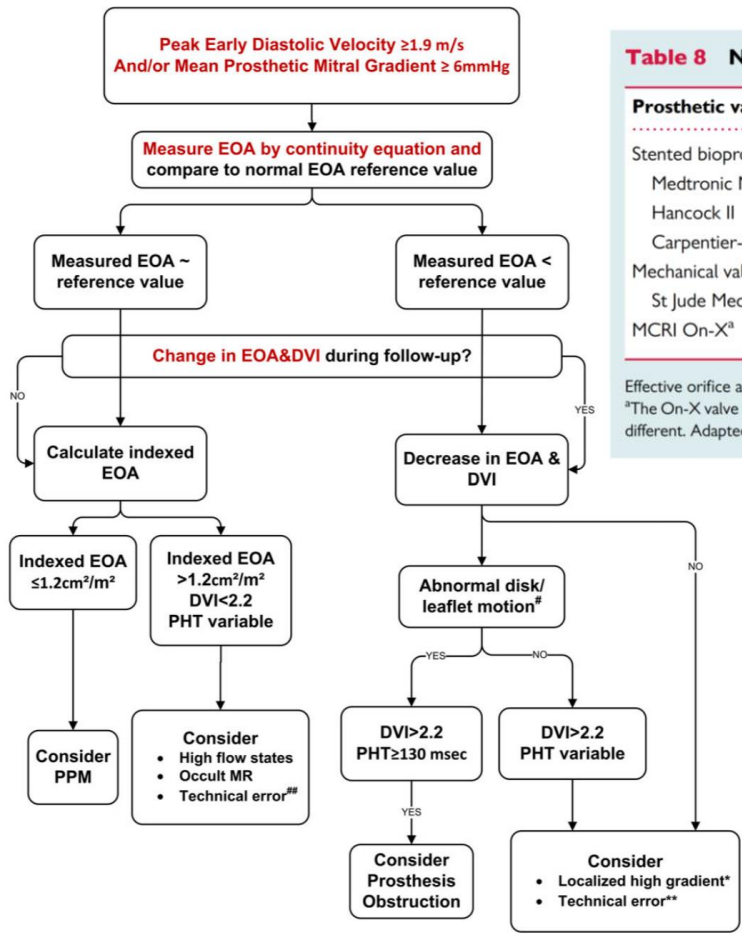 Peak Early Diastolic Velocity ≥1.9 m/s
And/or Mean Prosthetic Mitral Gradient ≥ 6mmHg
Measure EOA by continuity equation and
compare to normal EOA reference value
Measured EOA ~
reference value
Measured EOA <
reference value
Change in EOA&DVI during follow-up?
NO
YES
Calculate indexed
EOA
Decrease in EOA &
DVI
Indexed EOA
≤1.2cm²/m²
Indexed EOA
>1.2cm²/m²
DVI<2.2
PHT variable
Abnormal disk/
leaflet motion#
NO
YES
NO
Consider
PPM
Consider
• High flow states
• Occult MR
• Technical error##
DVI>2.2
PHT≥130 msec
DVI>2.2
PHT variable
YES
Consider
Prosthesis
Obstruction
Consider
• Localized high gradient*
• Technical error**
Table 8 N
Prosthetic va
Stented biopro
Medtronic M
Hancock II
Carpentier-
Mechanical val
St Jude Med
MCRI On-Xᵃ
Effective orifice a
ᵃThe On-X valve
different. Adapte